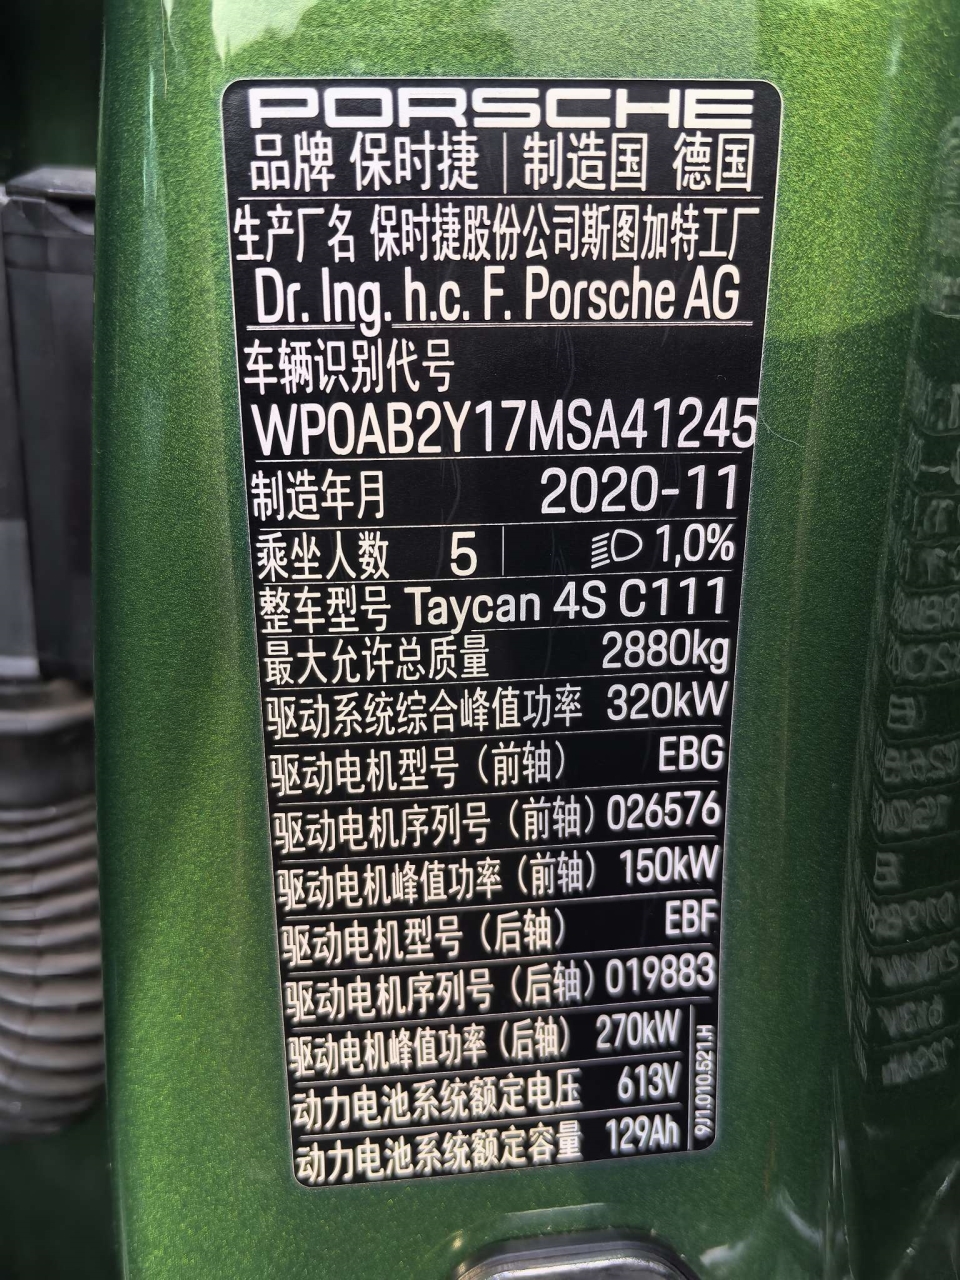 PORSCHE
品牌 保时捷 | 制造国 德国
生产厂名 保时捷股份公司斯图加特工厂
Dr. Ing. h.c. F. Porsche AG
车辆识别代号
WP0AB2Y17MSA41245
制造年月 2020-11
乘坐人数 5 1,0%
整车型号 Taycan 4S C111
最大允许总质量 2880kg
驱动系统综合峰值功率 320kW
驱动电机型号（前轴） EBG
驱动电机序列号（前轴）026576
驱动电机峰值功率（前轴） 150kW
驱动电机型号（后轴） EBF
驱动电机序列号（后轴）019883
驱动电机峰值功率（后轴） 270kW
动力电池系统额定电压 613V
动力电池系统额定容量 129Ah
9J1.010.521.H